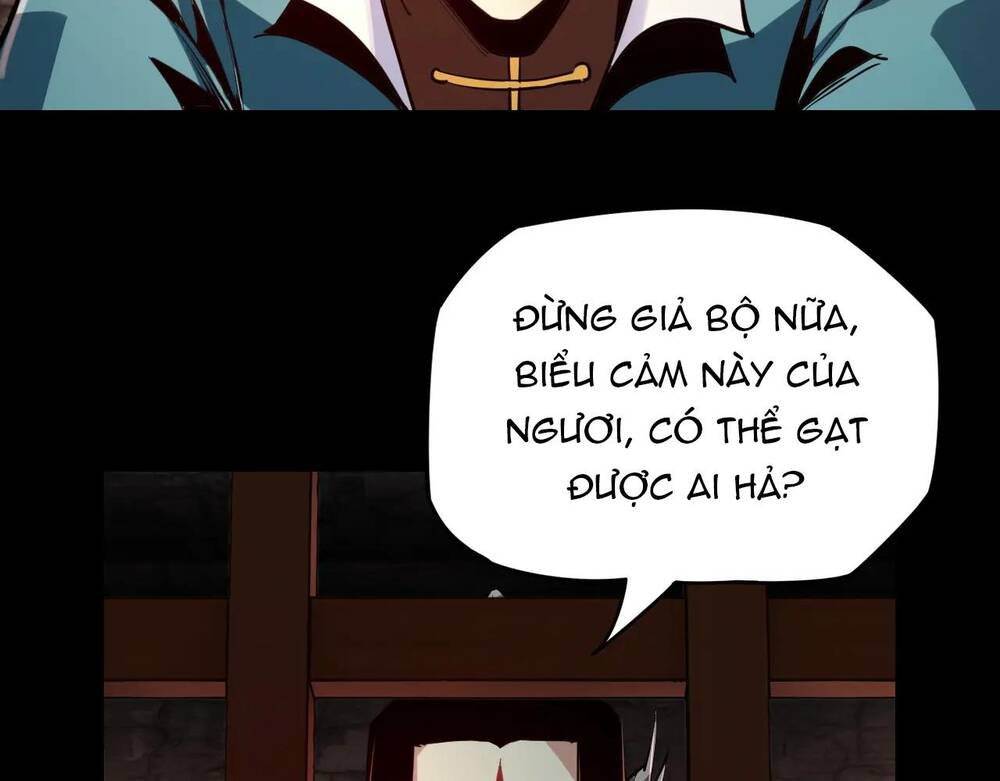 ĐỪNG GIẢ BỘ NỮA,
BIỂU CẢM NÀY CỦA
NGƯƠI, CÓ THỂ GẠT
ĐƯỢC AI HẢ?